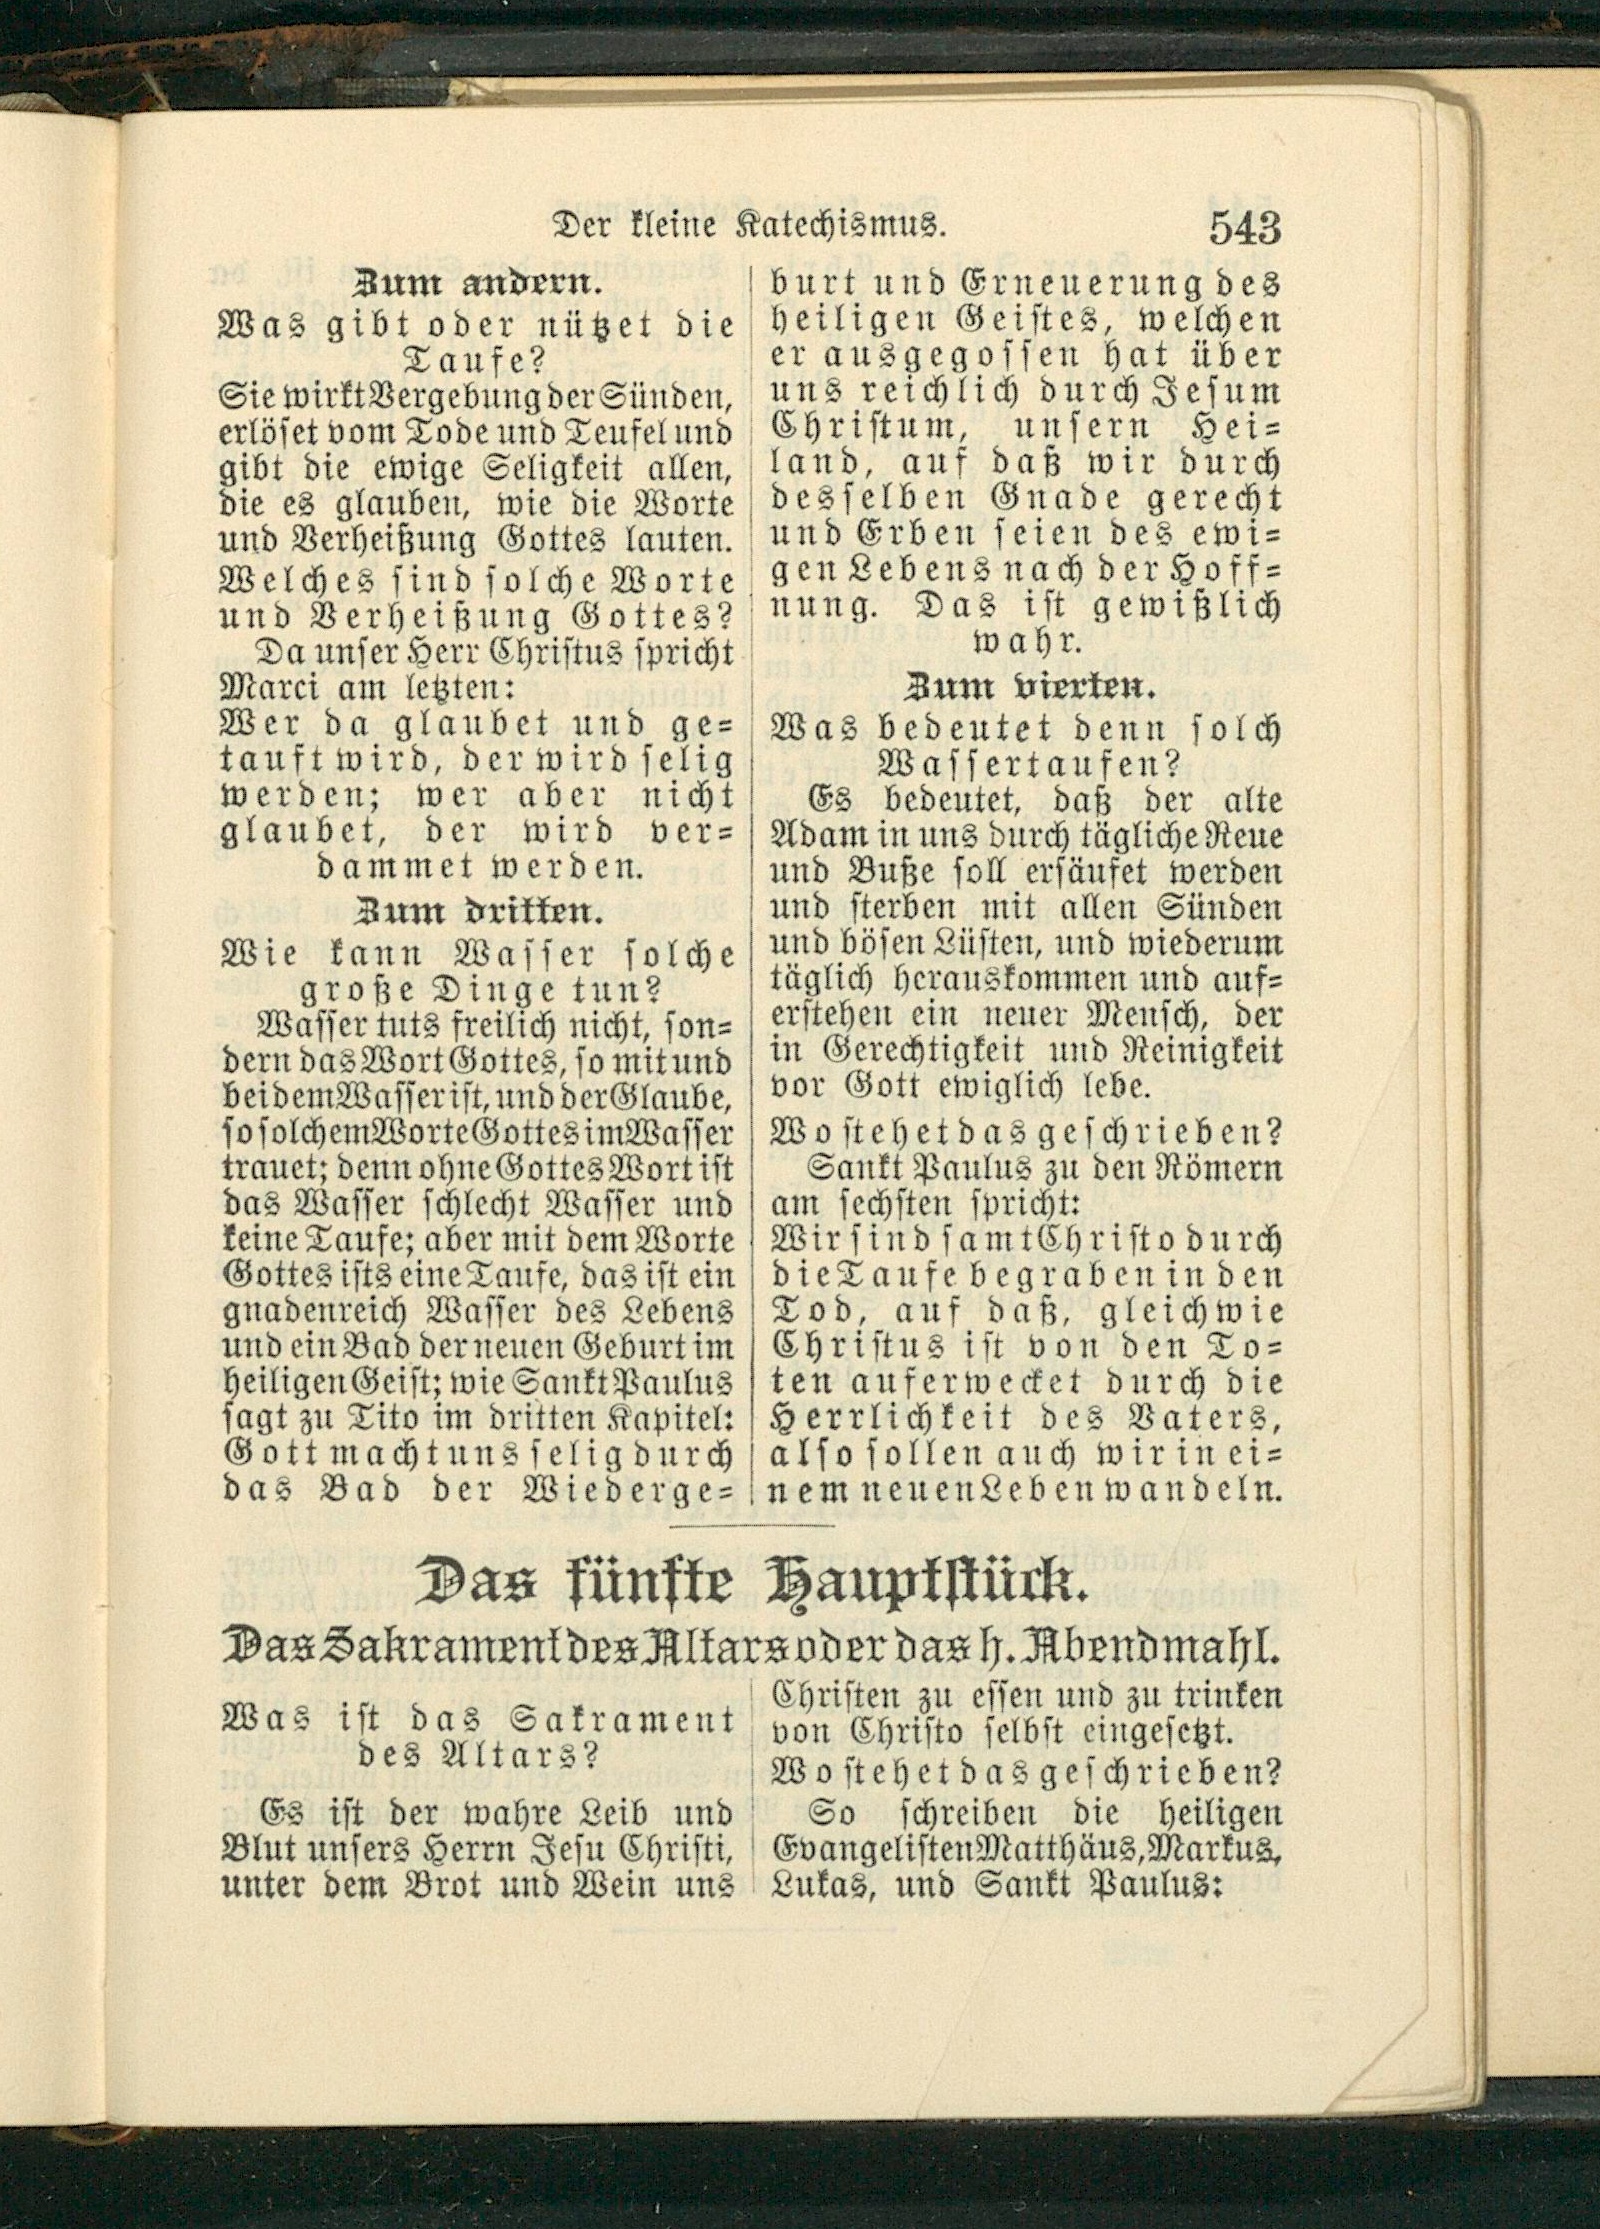 Der kleine Katechismus.
543
Zum andern.
Was gibt oder nützet die
Taufe?
Sie wirkt Vergebung der Sünden,
erlöset vom Tode und Teufel und
gibt die ewige Seligkeit allen,
die es glauben, wie die Worte
und Verheißung Gottes lauten.
Welches sind solche Worte
und Verheißung Gottes?
Da unser Herr Christus spricht
Marci am letzten:
Wer da glaubet und ge-
tauft wird, der wird selig
werden; wer aber nicht
glaubet, der wird ver-
dammet werden.
Zum dritten.
Wie kann Wasser solche
große Dinge tun?
Wasser tuts freilich nicht, son-
dern das Wort Gottes, so mit und
bei dem Wasser ist, und der Glaube,
so solchem Worte Gottes im Wasser
trauet; denn ohne Gottes Wort ist
das Wasser schlecht Wasser und
keine Taufe; aber mit dem Worte
Gottes ists eine Taufe, das ist ein
gnadenreich Wasser des Lebens
und ein Bad der neuen Geburt im
heiligen Geist; wie Sankt Paulus
sagt zu Tito im dritten Kapitel:
Gott macht uns selig durch
das Bad der Wiederge-
burt und Erneuerung des
heiligen Geistes, welchen
er ausgegossen hat über
uns reichlich durch Jesum
Christum, unsern Hei-
land, auf daß wir durch
desselben Gnade gerecht
und Erben seien des ewi-
gen Lebens nach der Hoff-
nung. Das ist gewißlich
wahr.
Zum vierten.
Was bedeutet denn solch
Wassertaufen?
Es bedeutet, daß der alte
Adam in uns durch tägliche Reue
und Buße soll ersäufet werden
und sterben mit allen Sünden
und bösen Lüsten, und wiederum
täglich herauskommen und auf-
erstehen ein neuer Mensch, der
in Gerechtigkeit und Reinigkeit
vor Gott ewiglich lebe.
Wo stehet das geschrieben?
Sankt Paulus zu den Römern
am sechsten spricht:
Wir sind samt Christo durch
die Taufe begraben in den
Tod, auf daß, gleichwie
Christus ist von den To-
ten auferwecket durch die
Herrlichkeit des Vaters,
also sollen auch wir in ei-
nem neuen Leben wandeln.
Das fünfte Hauptstück.
Das Sakrament des Altars oder das h. Abendmahl.
Was ist das Sakrament
des Altars?
Es ist der wahre Leib und
Blut unsers Herrn Jesu Christi,
unter dem Brot und Wein uns
Christen zu essen und zu trinken
von Christo selbst eingesetzt.
Wo stehet das geschrieben?
So schreiben die heiligen
Evangelisten Matthäus, Markus,
Lukas, und Sankt Paulus: